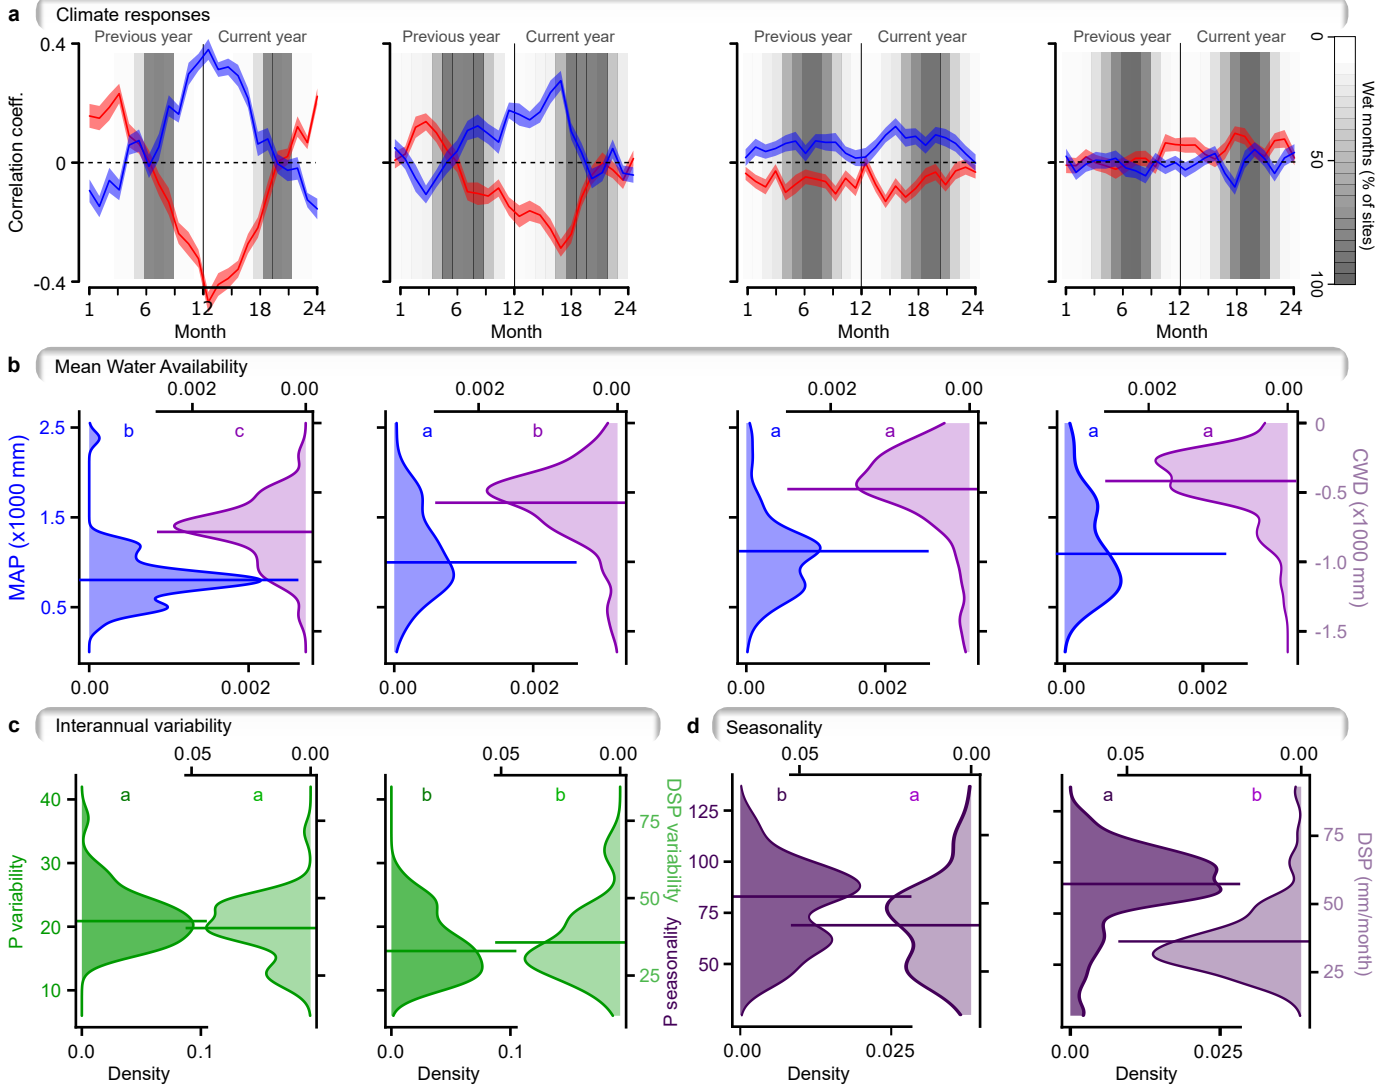 a Climate responses
Previous year Current year Previous year Current year Previous year Current year Previous year Current year
0.4
0
-0.4
Correlation coeff.
1 6 12 18 24 1 6 12 18 24 1 6 12 18 24 1 6 12 18 24
Month Month Month Month
0
50
100
Wet months (% of sites)
b Mean Water Availability
0.002 0.00 0.002 0.00 0.002 0.00 0.002 0.00
b c a b a a a a
2.5
1.5
0.5
MAP (x1000 mm)
0
-0.5
-1.0
-1.5
CWD (x1000 mm)
0.00 0.002 0.00 0.002 0.00 0.002 0.00 0.002
c Interannual variability
0.05 0.00 0.05 0.00
a a b b
40
30
20
10
P variability
75
50
25
DSP variability
0.0 0.1 0.0 0.1
Density Density
d Seasonality
0.05 0.00 0.05 0.00
b a a b
125
100
75
50
P seasonality
75
50
25
DSP (mm/month)
0.00 0.025 0.00 0.025
Density Density